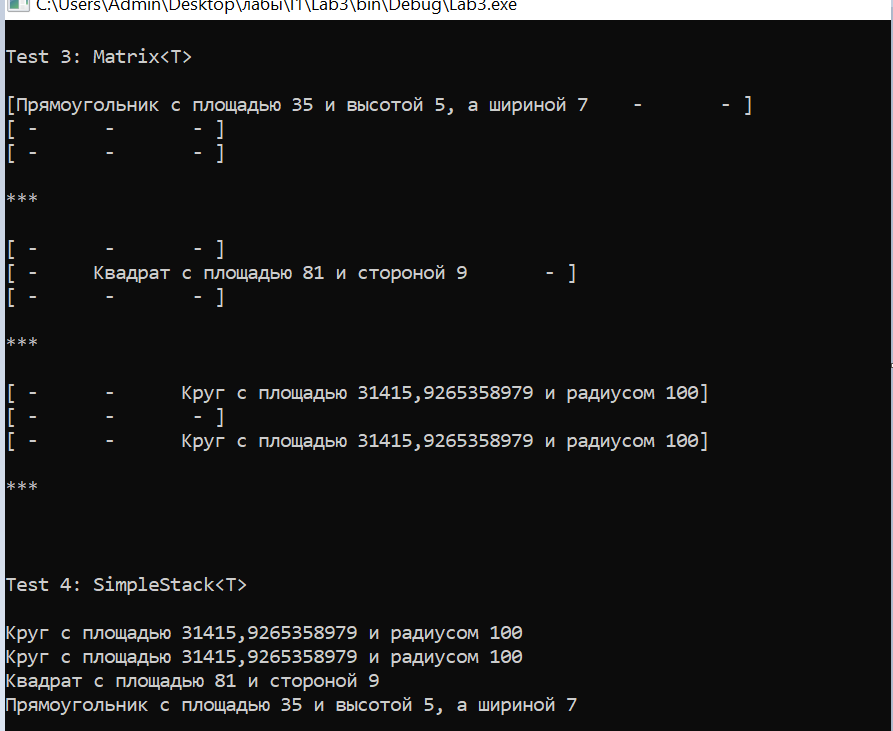 C:\Users\Admin\Desktop\лабы\IT\Lab3\bin\Debug\Lab3.exe
Test 3: Matrix<T>
[Прямоугольник с площадью 35 и высотой 5, а шириной 7    -       - ]
[ -      -       - ]
[ -      -       - ]
***
[ -      -       - ]
[ -     Квадрат с площадью 81 и стороной 9       - ]
[ -      -       - ]
***
[ -      -      Круг с площадью 31415,9265358979 и радиусом 100]
[ -      -       - ]
[ -      -      Круг с площадью 31415,9265358979 и радиусом 100]
***
Test 4: SimpleStack<T>
Круг с площадью 31415,9265358979 и радиусом 100
Круг с площадью 31415,9265358979 и радиусом 100
Квадрат с площадью 81 и стороной 9
Прямоугольник с площадью 35 и высотой 5, а шириной 7